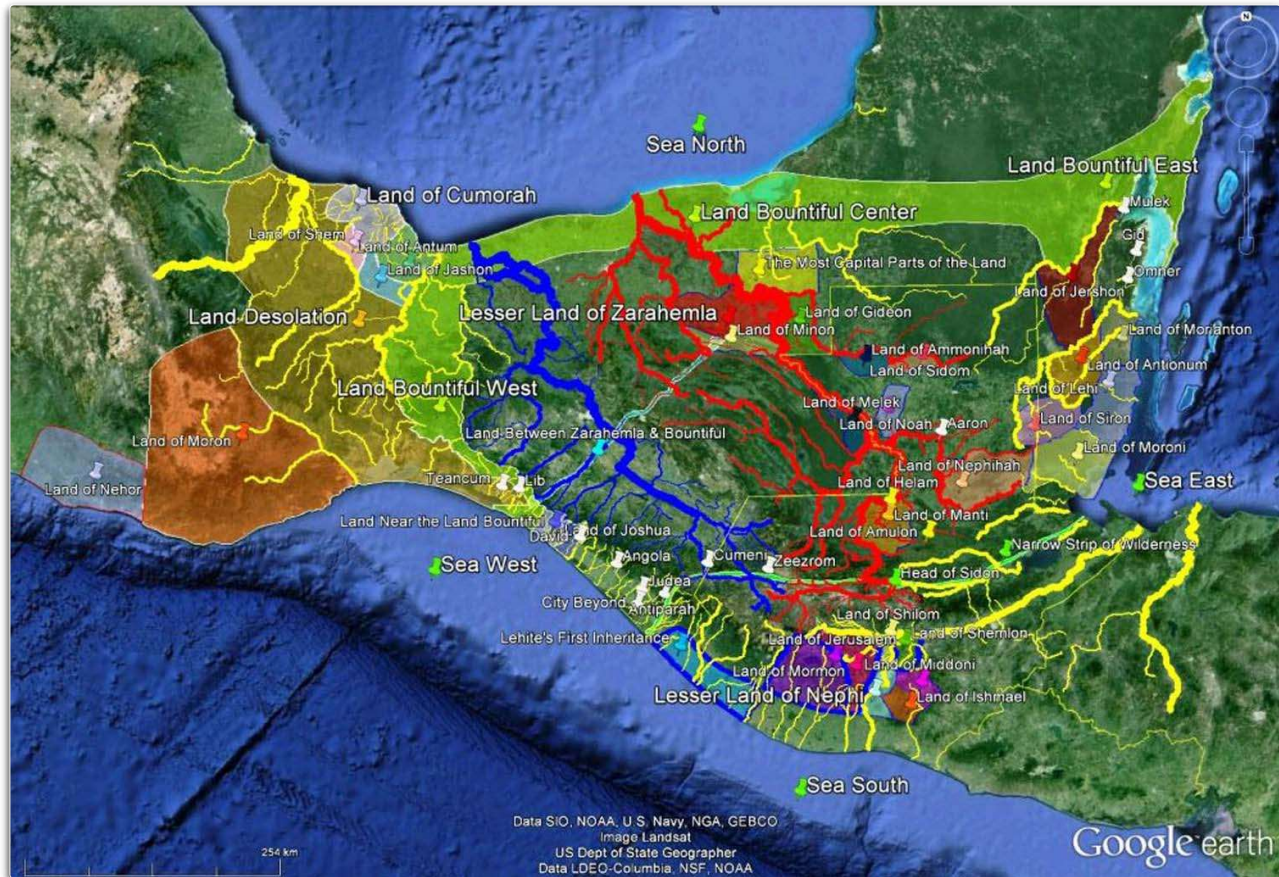 N
Sea North
Land Bountiful East
Land of Cumorah
Mulek
Land Bountiful Center
Land of Shem
Land of Antum
Gid
Land of Jashon
The Most Capital Parts of the Land
Omner
Land of Jershon
Land Desolation
Lesser Land of Zarahemla
Land of Gideon
Land of Minon
Land of Morianton
Land of Ammonihah
Land of Antionum
Land of Sidom
Land Bountiful West
Land of Lehi
Land of Melek
Land of Siron
Land of Noah
Aaron
Land of Moron
Land Between Zarahemla & Bountiful
Land of Moroni
Land of Nephihah
Land of Nehor
Teancum
Lib
Land of Helam
Sea East
Land of Manti
Land Near the Land Bountiful
Land of Joshua
David
Land of Amulon
Narrow Strip of Wilderness
Angola
Cumeni
Zeezrom
Sea West
Head of Sidon
Judea
City Beyond
Antiparah
Land of Shilom
Lehite's First Inheritance
Land of Jerusalem
Land of Shemlon
Land of Mormon
Land of Middoni
Lesser Land of Nephi
Land of Ishmael
Sea South
Data SIO, NOAA, U.S. Navy, NGA, GEBCO
Image Landsat
US Dept of State Geographer
Data LDEO-Columbia, NSF, NOAA
254 km
Google earth